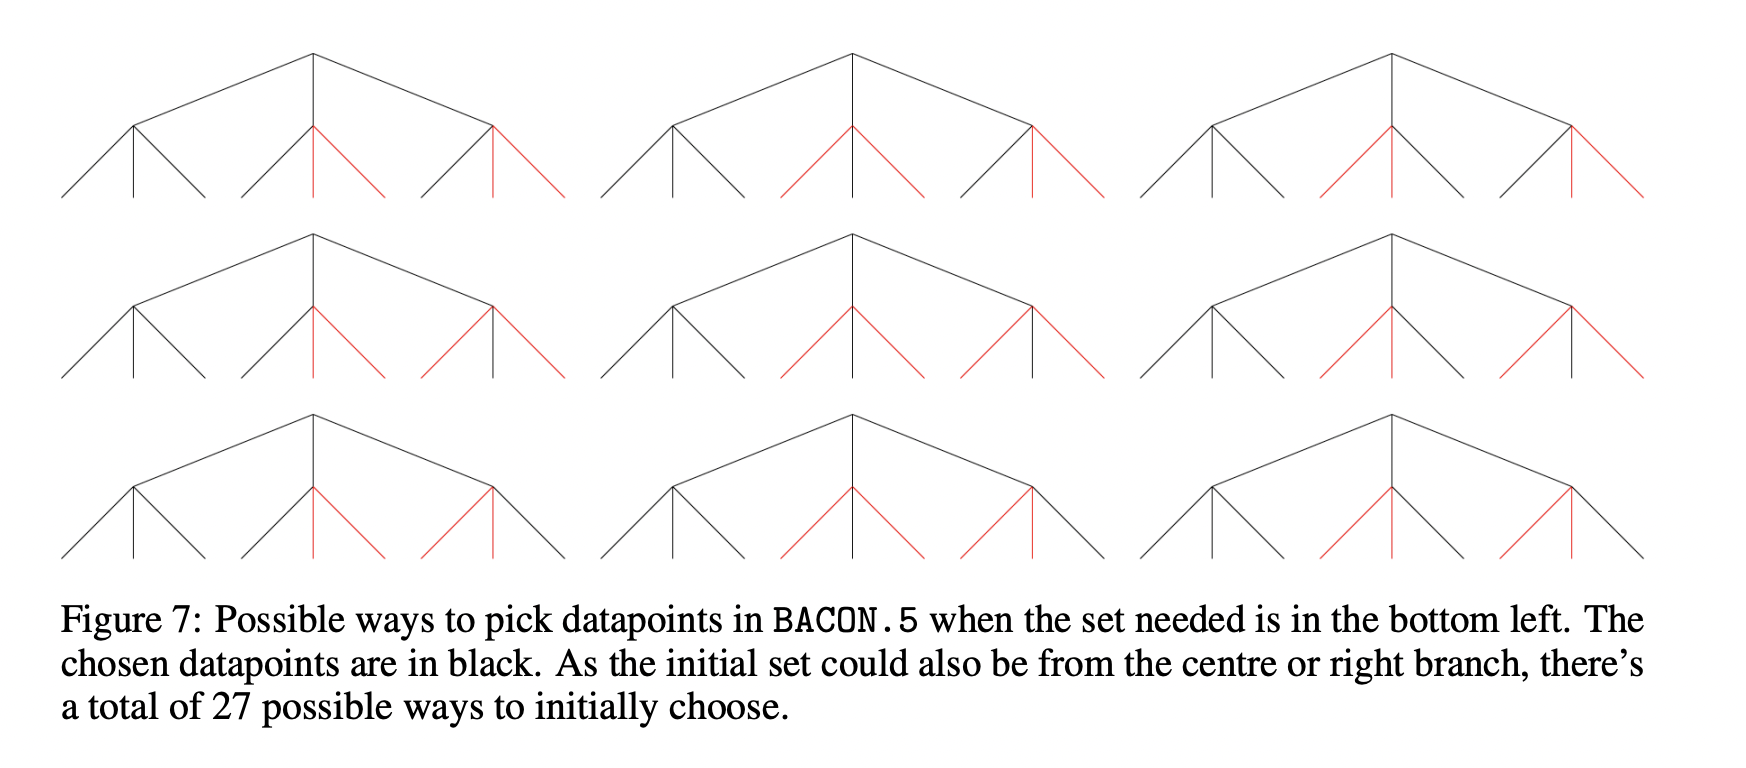 Figure 7: Possible ways to pick datapoints in BACON.5 when the set needed is in the bottom left. The
chosen datapoints are in black. As the initial set could also be from the centre or right branch, there’s
a total of 27 possible ways to initially choose.